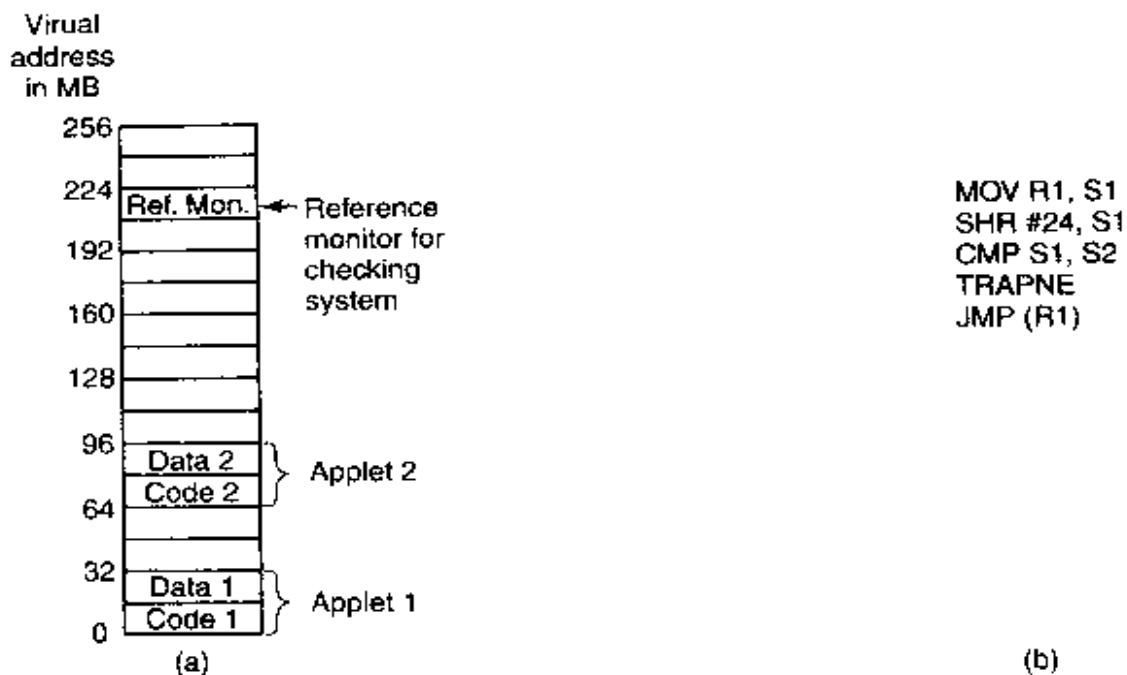 Virual
address
in MB
256
224
Ref. Mon.
Reference
monitor for
checking
system
192
160
128
96
Data 2
Code 2
Applet 2
64
32
Data 1
Code 1
Applet 1
0
(a)
MOV R1, S1
SHR #24, S1
CMP S1, S2
TRAPNE
JMP (R1)
(b)